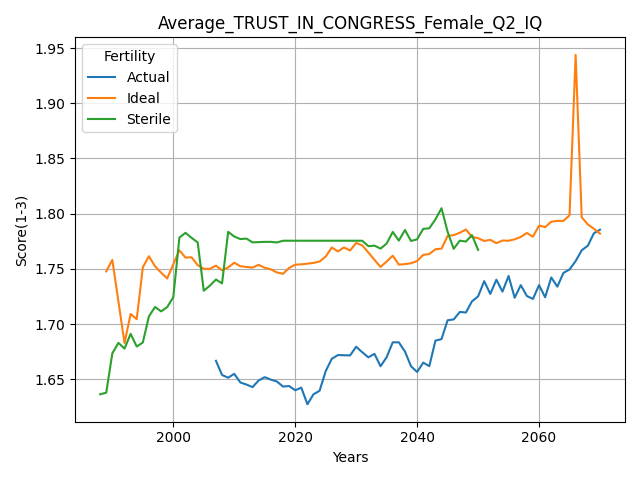 Average_TRUST_IN_CONGRESS_Female_Q2_IQ
Fertility
Actual
Ideal
Sterile
Score(1-3)
1.95
1.90
1.85
1.80
1.75
1.70
1.65
2000
2020
2040
2060
Years